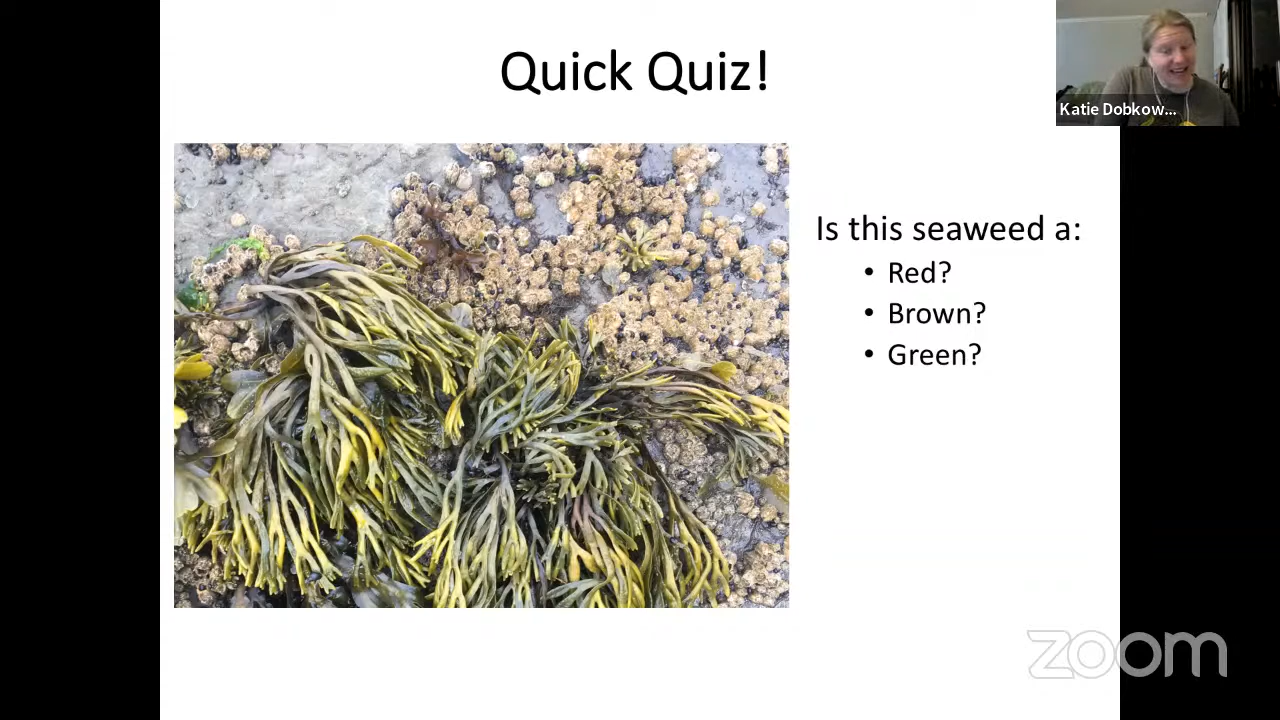 Quick Quiz!
Katie Dobkow...
Is this seaweed a:
• Red?
• Brown?
• Green?
zoom